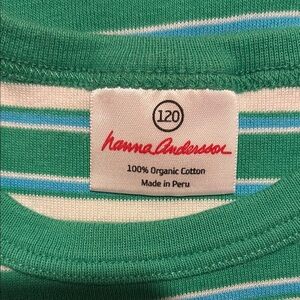 120
hanna Andersson
100% Organic Cotton
Made in Peru